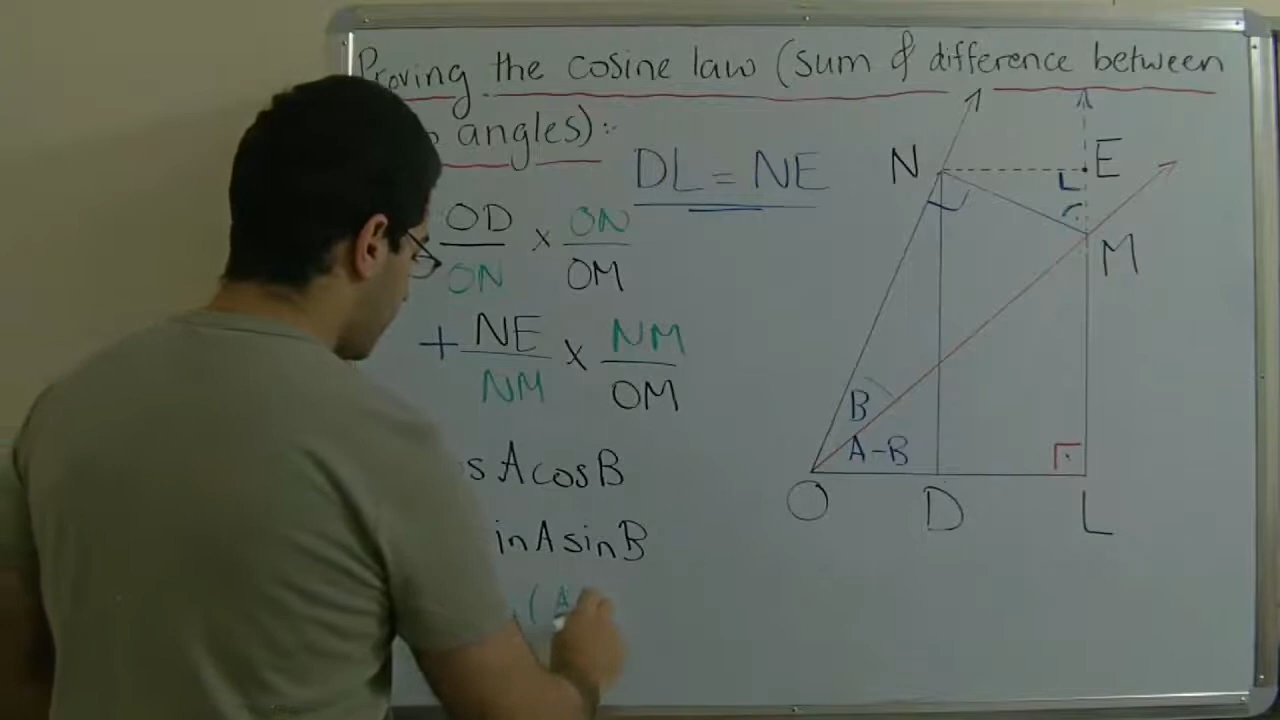 Proving the cosine law (sum & difference between
angles):
DL = NE
OD/ON × ON/OM
+ NE/NM × NM/OM
s A cos B
in A sin B
( A
N
E
M
B
A-B
O
D
L